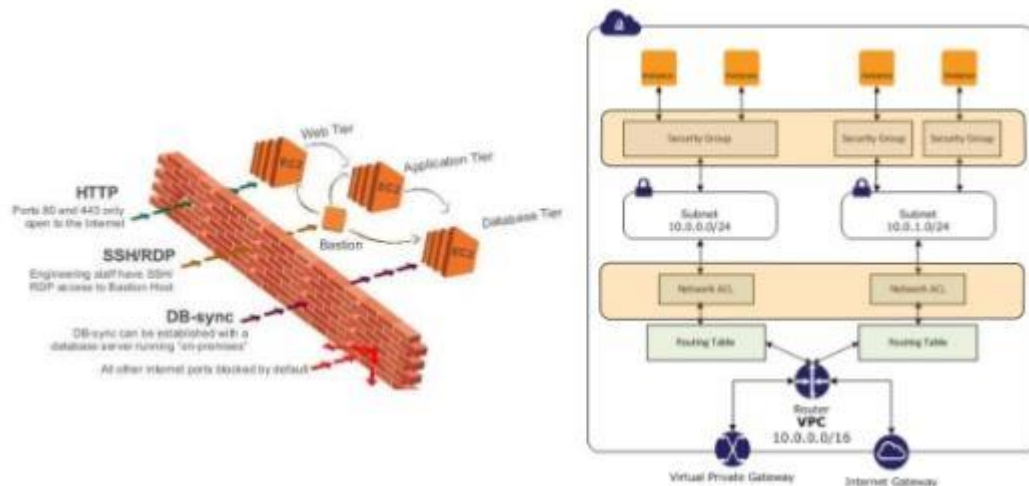 Web Tier
EC2
Application Tier
EC2
HTTP
Ports 80 and 443 only
open to the Internet
Database Tier
EC2
Bastion
SSH/RDP
Engineering staff have SSH/
RDP access to Bastion Host
DB-sync
DB-sync can be established with a
database server running "on-premises"
All other internet ports blocked by default
Instance Instance Instance Instance
Security Group Security Group Security Group
Subnet Subnet
10.0.0.0/24 10.0.1.0/24
Network ACL Network ACL
Routing Table Routing Table
Router
VPC
10.0.0.0/16
Virtual Private Gateway Internet Gateway